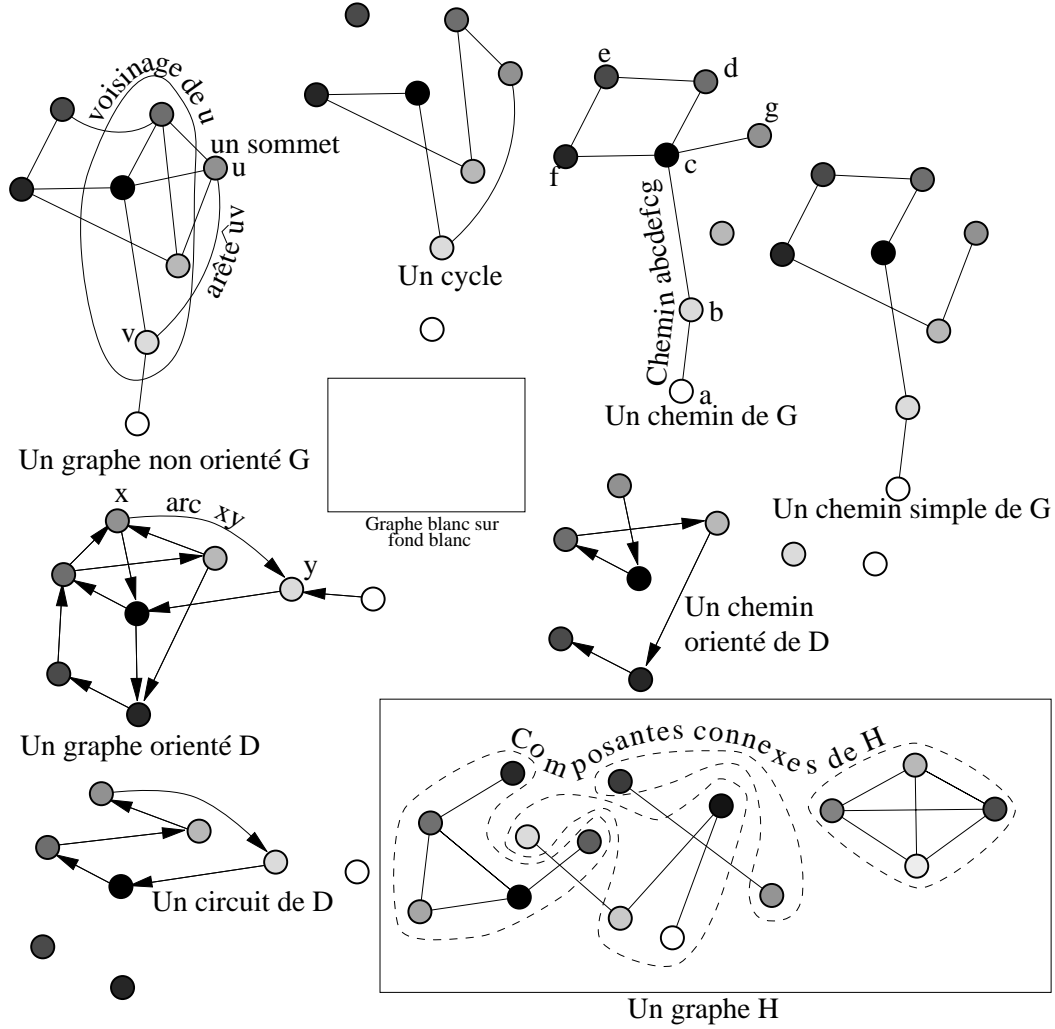 voisinage de u
un sommet
u
arête uv
v
Un graphe non orienté G
Un cycle
e
d
g
f
c
Chemin abcdefcg
b
a
Un chemin de G
Un chemin simple de G
Graphe blanc sur
fond blanc
x
arc xy
y
Un graphe orienté D
Un chemin
orienté de D
Un circuit de D
Composantes connexes de H
Un graphe H